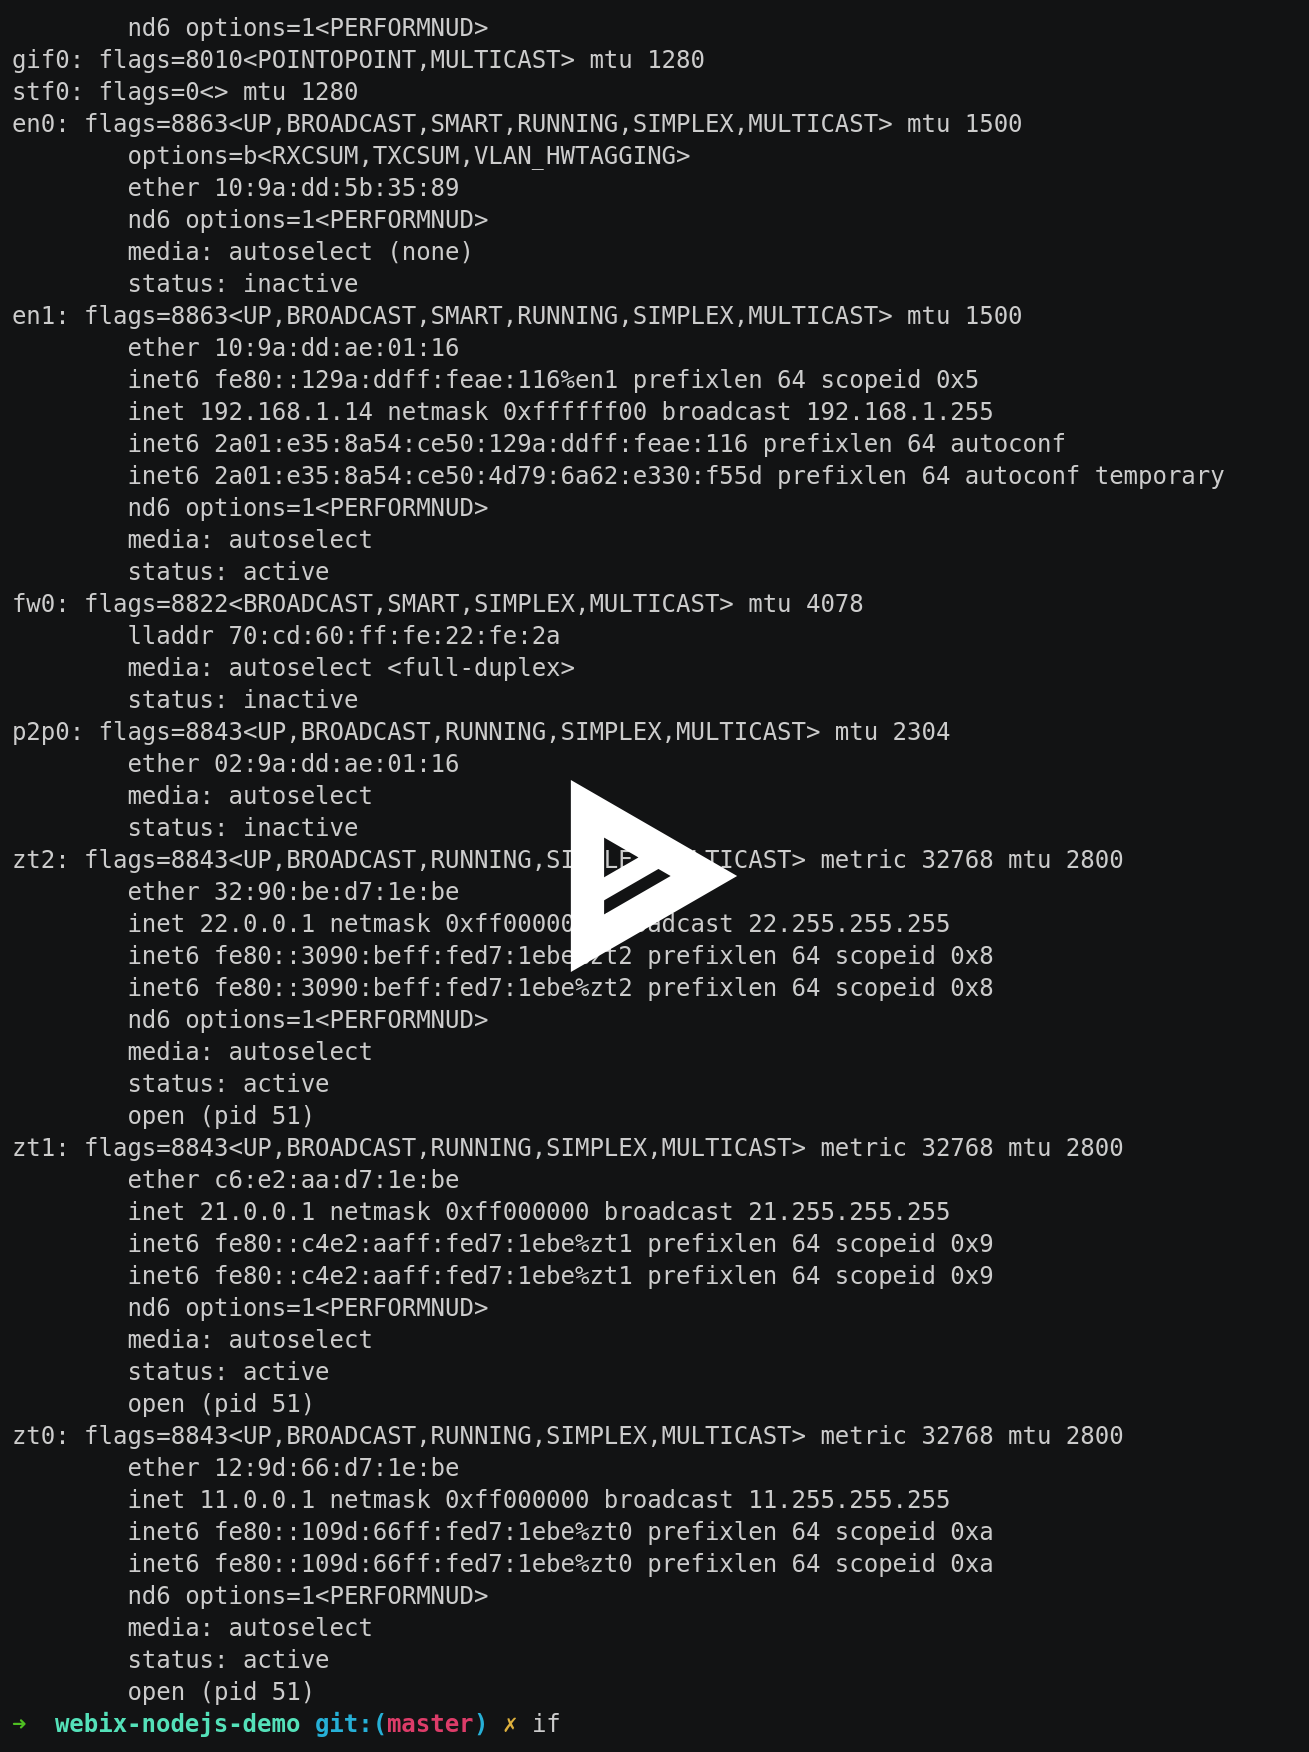 nd6 options=1<PERFORMNUD>
gif0: flags=8010<POINTOPOINT,MULTICAST> mtu 1280
stf0: flags=0<> mtu 1280
en0: flags=8863<UP,BROADCAST,SMART,RUNNING,SIMPLEX,MULTICAST> mtu 1500
options=b<RXCSUM,TXCSUM,VLAN_HWTAGGING>
ether 10:9a:dd:5b:35:89
nd6 options=1<PERFORMNUD>
media: autoselect (none)
status: inactive
en1: flags=8863<UP,BROADCAST,SMART,RUNNING,SIMPLEX,MULTICAST> mtu 1500
ether 10:9a:dd:ae:01:16
inet6 fe80::129a:ddff:feae:116%en1 prefixlen 64 scopeid 0x5
inet 192.168.1.14 netmask 0xffffff00 broadcast 192.168.1.255
inet6 2a01:e35:8a54:ce50:129a:ddff:feae:116 prefixlen 64 autoconf
inet6 2a01:e35:8a54:ce50:4d79:6a62:e330:f55d prefixlen 64 autoconf temporary
nd6 options=1<PERFORMNUD>
media: autoselect
status: active
fw0: flags=8822<BROADCAST,SMART,SIMPLEX,MULTICAST> mtu 4078
lladdr 70:cd:60:ff:fe:22:fe:2a
media: autoselect <full-duplex>
status: inactive
p2p0: flags=8843<UP,BROADCAST,RUNNING,SIMPLEX,MULTICAST> mtu 2304
ether 02:9a:dd:ae:01:16
media: autoselect
status: inactive
zt2: flags=8843<UP,BROADCAST,RUNNING, metric 32768 mtu 2800
ether 32:90:be:d7:1e:be
inet 22.0.0.1 netmask 22.255.255.255
inet6 fe80::3090:beff:fed7:1ebe%zt2 prefixlen 64 scopeid 0x8
inet6 fe80::3090:beff:fed7:1ebe%zt2 prefixlen 64 scopeid 0x8
nd6 options=1<PERFORMNUD>
media: autoselect
status: active
open (pid 51)
zt1: flags=8843<UP,BROADCAST,RUNNING,SIMPLEX,MULTICAST> metric 32768 mtu 2800
ether c6:e2:aa:d7:1e:be
inet 21.0.0.1 netmask 0xff000000 broadcast 21.255.255.255
inet6 fe80::c4e2:aaff:fed7:1ebe%zt1 prefixlen 64 scopeid 0x9
inet6 fe80::c4e2:aaff:fed7:1ebe%zt1 prefixlen 64 scopeid 0x9
nd6 options=1<PERFORMNUD>
media: autoselect
status: active
open (pid 51)
zt0: flags=8843<UP,BROADCAST,RUNNING,SIMPLEX,MULTICAST> metric 32768 mtu 2800
ether 12:9d:66:d7:1e:be
inet 11.0.0.1 netmask 0xff000000 broadcast 11.255.255.255
inet6 fe80::109d:66ff:fed7:1ebe%zt0 prefixlen 64 scopeid 0xa
inet6 fe80::109d:66ff:fed7:1ebe%zt0 prefixlen 64 scopeid 0xa
nd6 options=1<PERFORMNUD>
media: autoselect
status: active
open (pid 51)
➜  webix-nodejs-demo git:(master) ✗ if